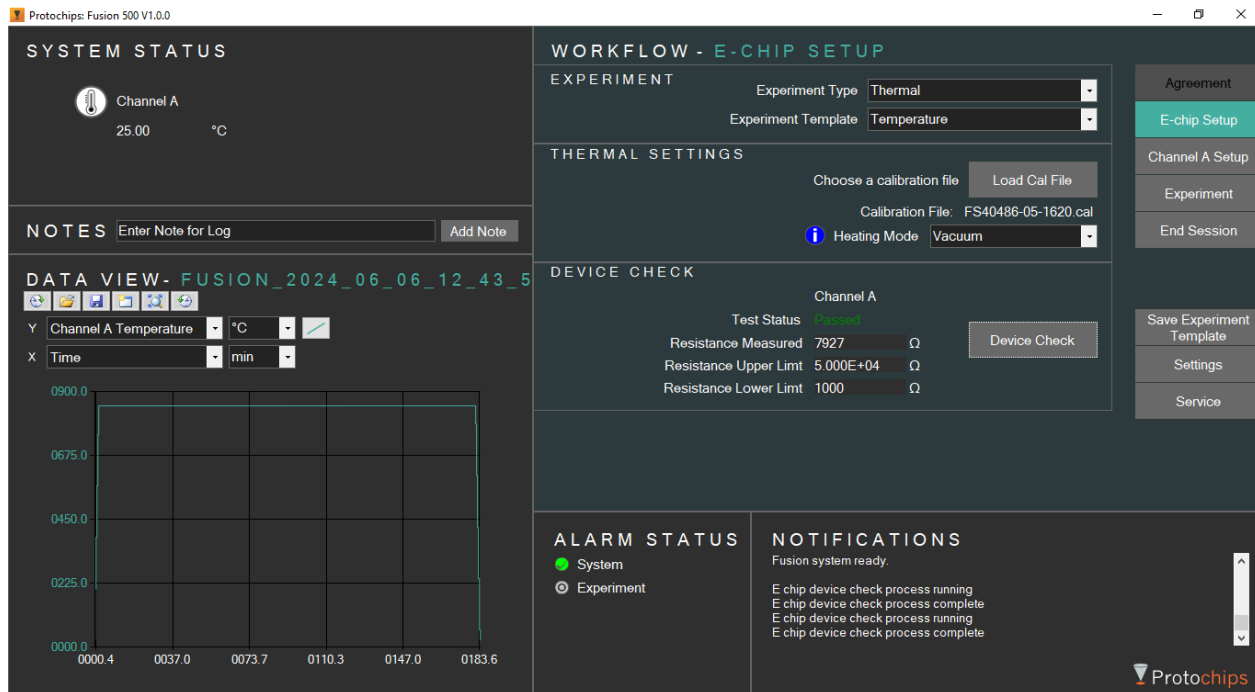 Protochips: Fusion 500 V1.0.0
SYSTEM STATUS
Channel A
25.00 °C
NOTES Enter Note for Log Add Note
DATA VIEW- FUSION_2024_06_06_12_43_5
Y Channel A Temperature °C
X Time min
0900.0
0675.0
0450.0
0225.0
0000.0
0000.4 0037.0 0073.7 0110.3 0147.0 0183.6
WORKFLOW - E-CHIP SETUP
EXPERIMENT
Experiment Type Thermal
Experiment Template Temperature
THERMAL SETTINGS
Choose a calibration file Load Cal File
Calibration File: FS40486-05-1620.cal
i Heating Mode Vacuum
DEVICE CHECK
Channel A
Test Status Passed
Resistance Measured 7927 Ω Device Check
Resistance Upper Limt 5.000E+04 Ω
Resistance Lower Limt 1000 Ω
Agreement
E-chip Setup
Channel A Setup
Experiment
End Session
Save Experiment
Template
Settings
Service
ALARM STATUS
System
Experiment
NOTIFICATIONS
Fusion system ready.
E chip device check process running
E chip device check process complete
E chip device check process running
E chip device check process complete
Protochips